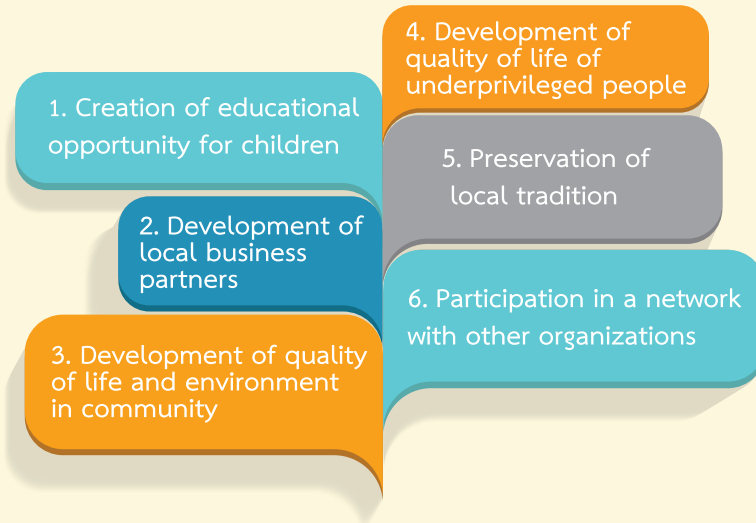 1. Creation of educational
opportunity for children
2. Development of
local business
partners
3. Development of quality
of life and environment
in community
4. Development of
quality of life of
underprivileged people
5. Preservation of
local tradition
6. Participation in a network
with other organizations